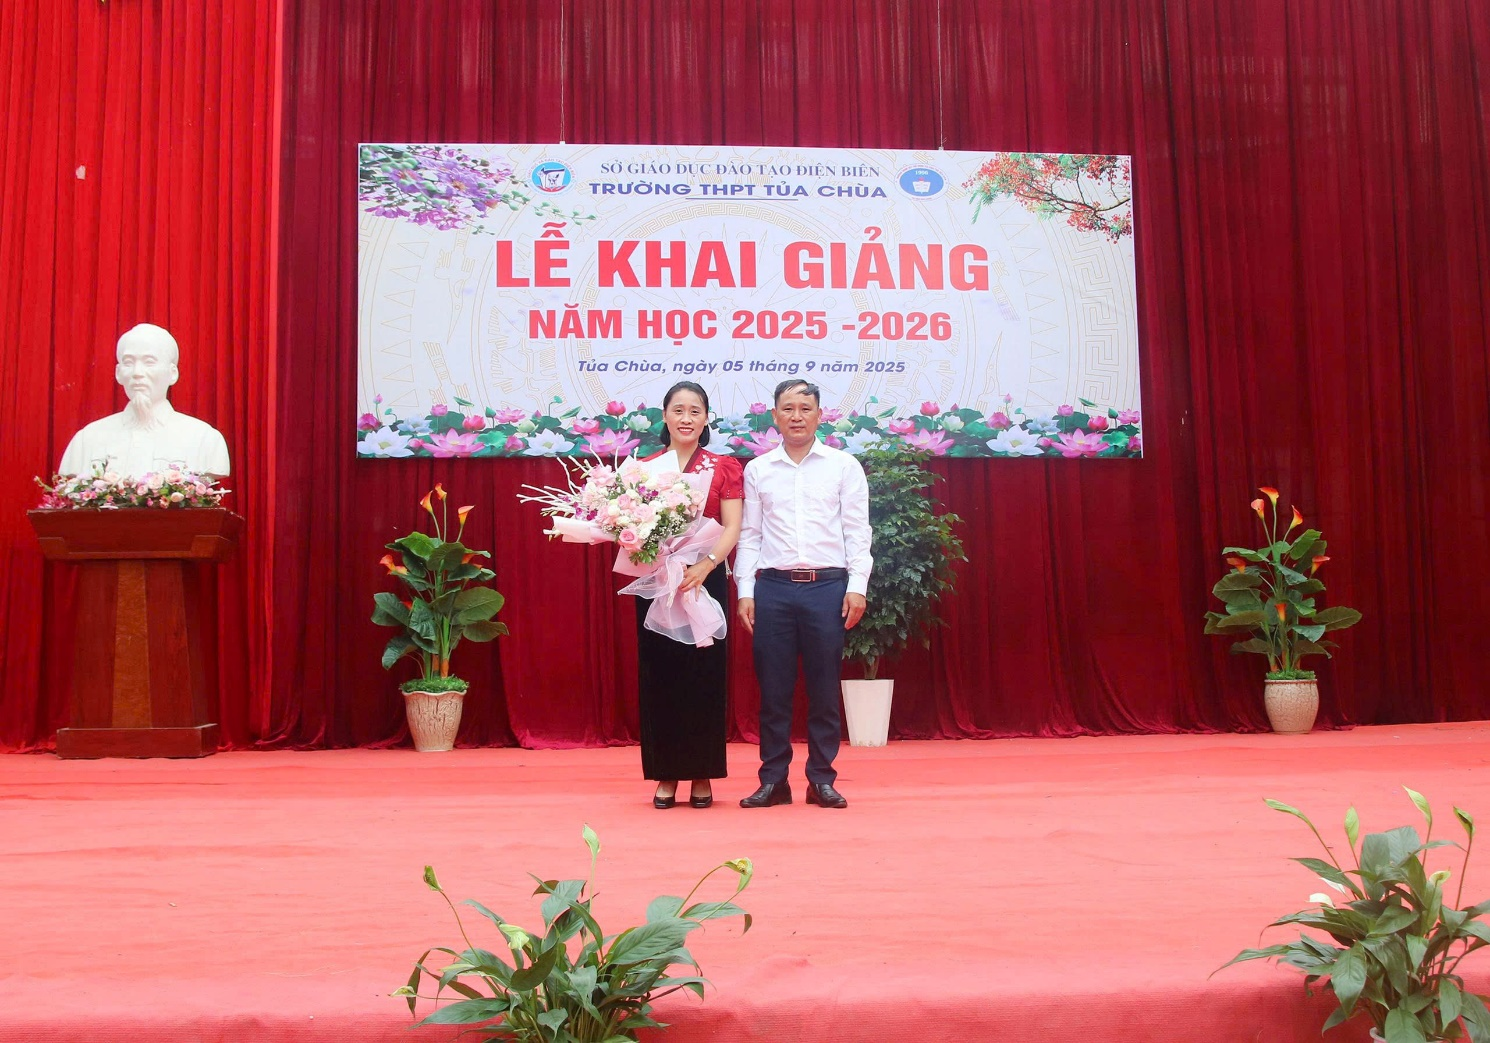 SỞ GIÁO DỤC ĐÀO TẠO ĐIỆN BIÊN
TRƯỜNG THPT TỦA CHÙA
1966
LỄ KHAI GIẢNG
NĂM HỌC 2025 -2026
Tủa Chùa, ngày 05 tháng 9 năm 2025